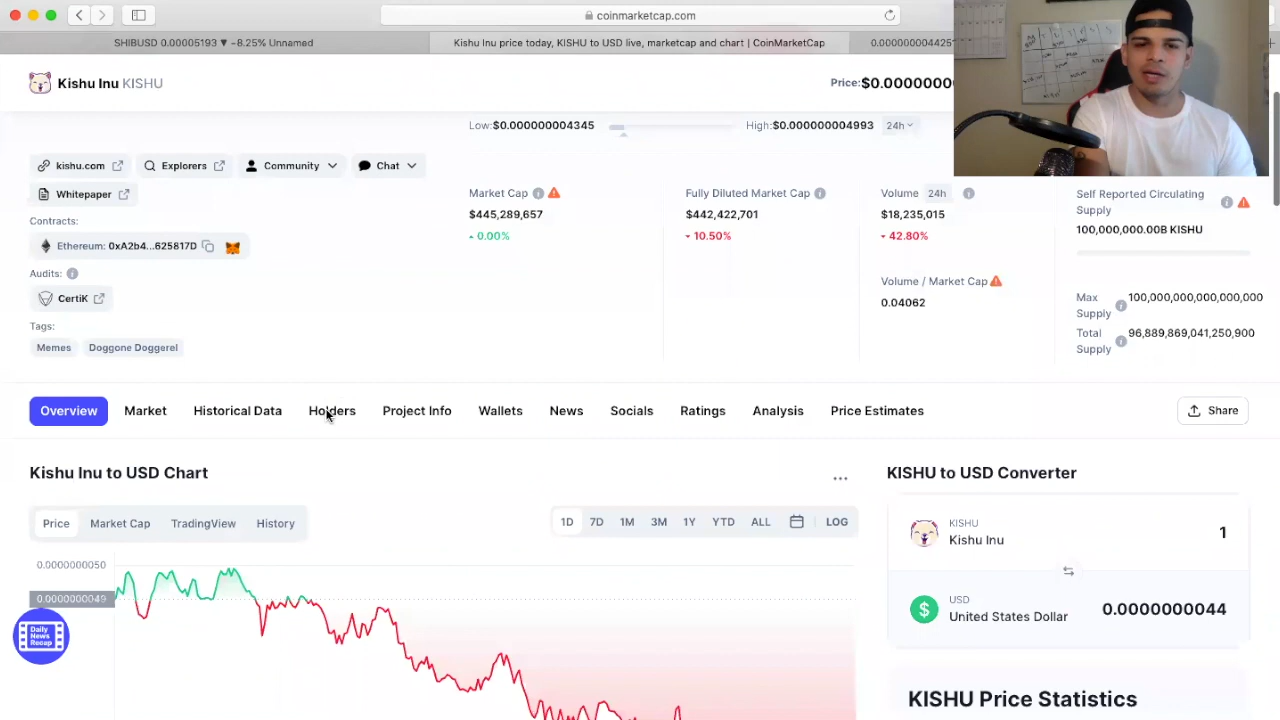 coinmarketcap.com
SHIBUSD 0.00005193 ▼ −8.25% Unnamed
Kishu Inu price today, KISHU to USD live, marketcap and chart | CoinMarketCap
0.000000004425
Kishu Inu KISHU
Price: $0.0000000
Low: $0.000000004345
High: $0.000000004993
24h
kishu.com
Explorers
Community
Chat
Whitepaper
Contracts:
Ethereum: 0xA2b4...625817D
Audits:
CertiK
Tags:
Memes
Doggone Doggerel
Market Cap
$445,289,657
0.00%
Fully Diluted Market Cap
$442,422,701
10.50%
Volume 24h
$18,235,015
42.80%
Volume / Market Cap
0.04062
Self Reported Circulating
Supply
100,000,000.00B KISHU
Max
Supply
100,000,000,000,000,000
Total
Supply
96,889,869,041,250,900
Overview
Market
Historical Data
Holders
Project Info
Wallets
News
Socials
Ratings
Analysis
Price Estimates
Share
Kishu Inu to USD Chart
Price
Market Cap
TradingView
History
1D
7D
1M
3M
1Y
YTD
ALL
LOG
0.0000000050
0.0000000049
Daily
News
Recap
KISHU to USD Converter
KISHU
Kishu Inu
1
USD
United States Dollar
0.0000000044
KISHU Price Statistics